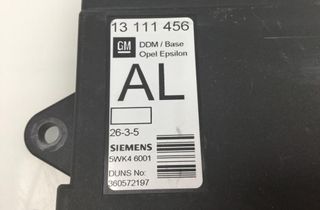 13 111 456
GM
DDM / Base
Opel Epsilon
AL
26-3-5
SIEMENS
5WK4 6001
DUNS No:
360572197